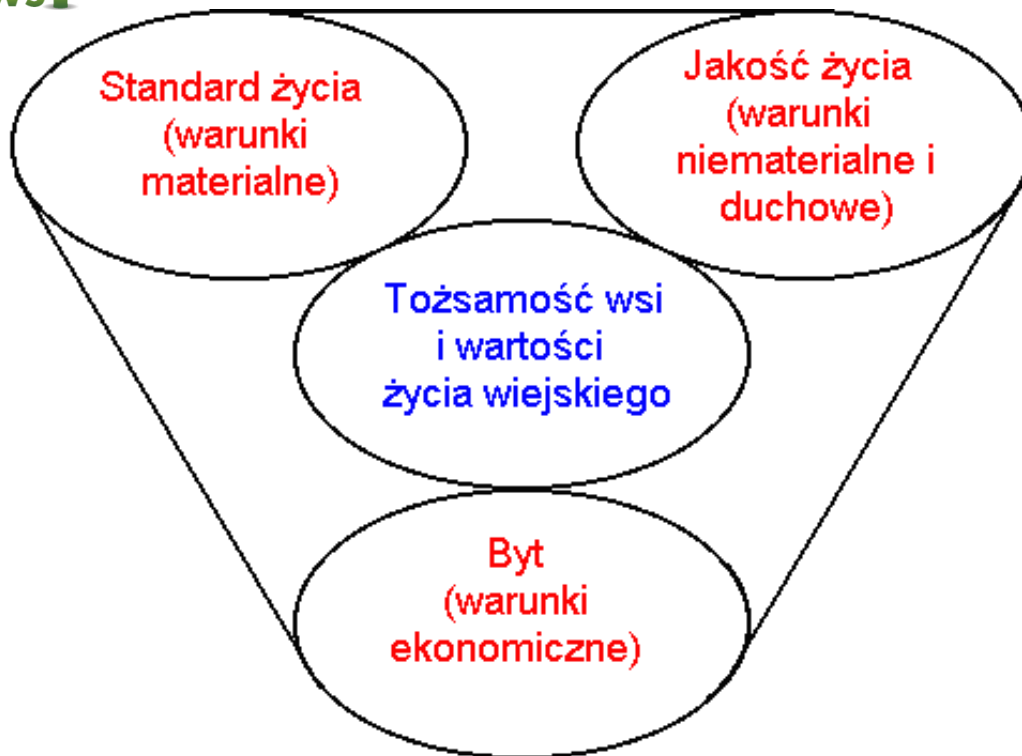 Standard życia
(warunki
materialne)
Jakość życia
(warunki
niematerialne i
duchowe)
Tożsamość wsi
i wartości
życia wiejskiego
Byt
(warunki
ekonomiczne)